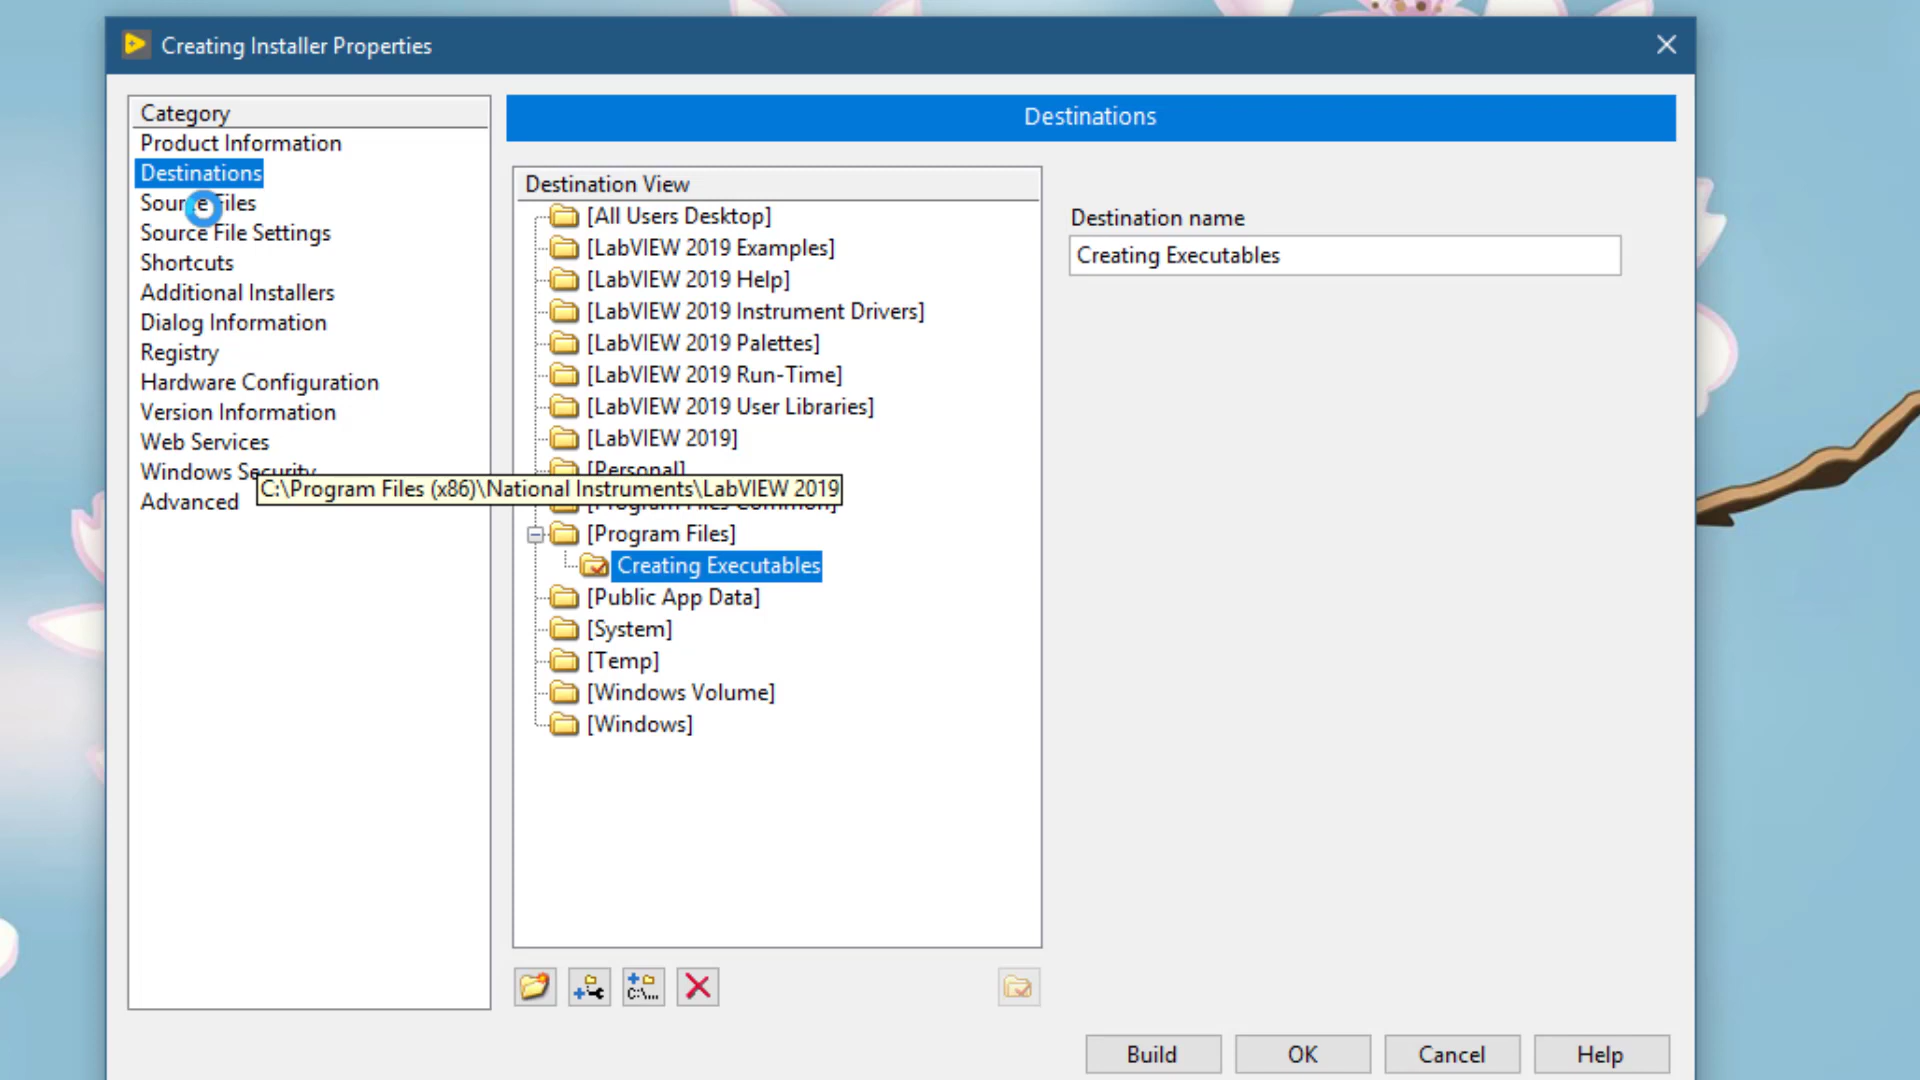 Creating Installer Properties
Category
Product Information
Destinations
Source Files
Source File Settings
Shortcuts
Additional Installers
Dialog Information
Registry
Hardware Configuration
Version Information
Web Services
Windows Security
Advanced
Destinations
Destination View
[All Users Desktop]
[LabVIEW 2019 Examples]
[LabVIEW 2019 Help]
[LabVIEW 2019 Instrument Drivers]
[LabVIEW 2019 Palettes]
[LabVIEW 2019 Run-Time]
[LabVIEW 2019 User Libraries]
[LabVIEW 2019]
[Personal]
C:\Program Files (x86)\National Instruments\LabVIEW 2019
[Program Files Common]
[Program Files]
Creating Executables
[Public App Data]
[System]
[Temp]
[Windows Volume]
[Windows]
Destination name
Creating Executables
C:\...
Build
OK
Cancel
Help